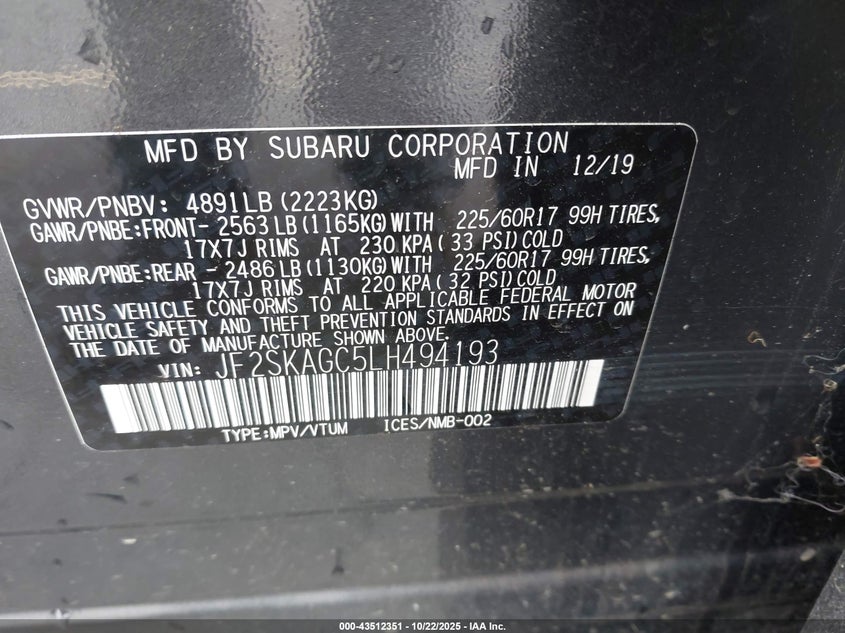 MFD BY SUBARU CORPORATION
MFD IN 12/19
GVWR/PNBV: 4891LB (2223KG)
GAWR/PNBE:FRONT- 2563 LB (1165KG) WITH 225/60R17 99H TIRES,
17X7J RIMS AT 230 KPA ( 33 PSI) COLD
GAWR/PNBE:REAR - 2486 LB (1130KG) WITH 225/60R17 99H TIRES,
17X7J RIMS AT 220 KPA ( 32 PSI) COLD
THIS VEHICLE CONFORMS TO ALL APPLICABLE FEDERAL MOTOR
VEHICLE SAFETY AND THEFT PREVENTION STANDARDS IN EFFECT ON
THE DATE OF MANUFACTURE SHOWN ABOVE.
VIN: JF2SKAGC5LH494193
TYPE:MPV/VTUM ICES/NMB-002
000-43512351 - 10/22/2025 - IAA Inc.